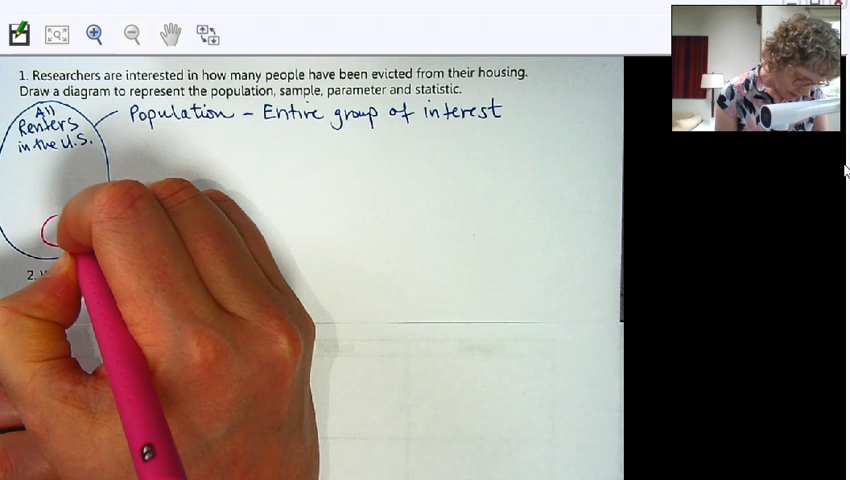 1. Researchers are interested in how many people have been evicted from their housing.
Draw a diagram to represent the population, sample, parameter and statistic.
All
Renters
in the U.S.
Population - Entire group of interest
2.